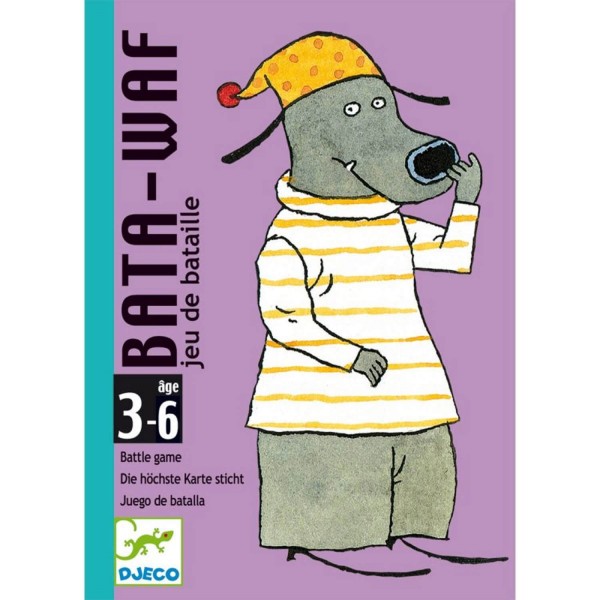 BATA-WAF
jeu de bataille
âge
3-6
Battle game
Die höchste Karte sticht
Juego de batalla
DJECO